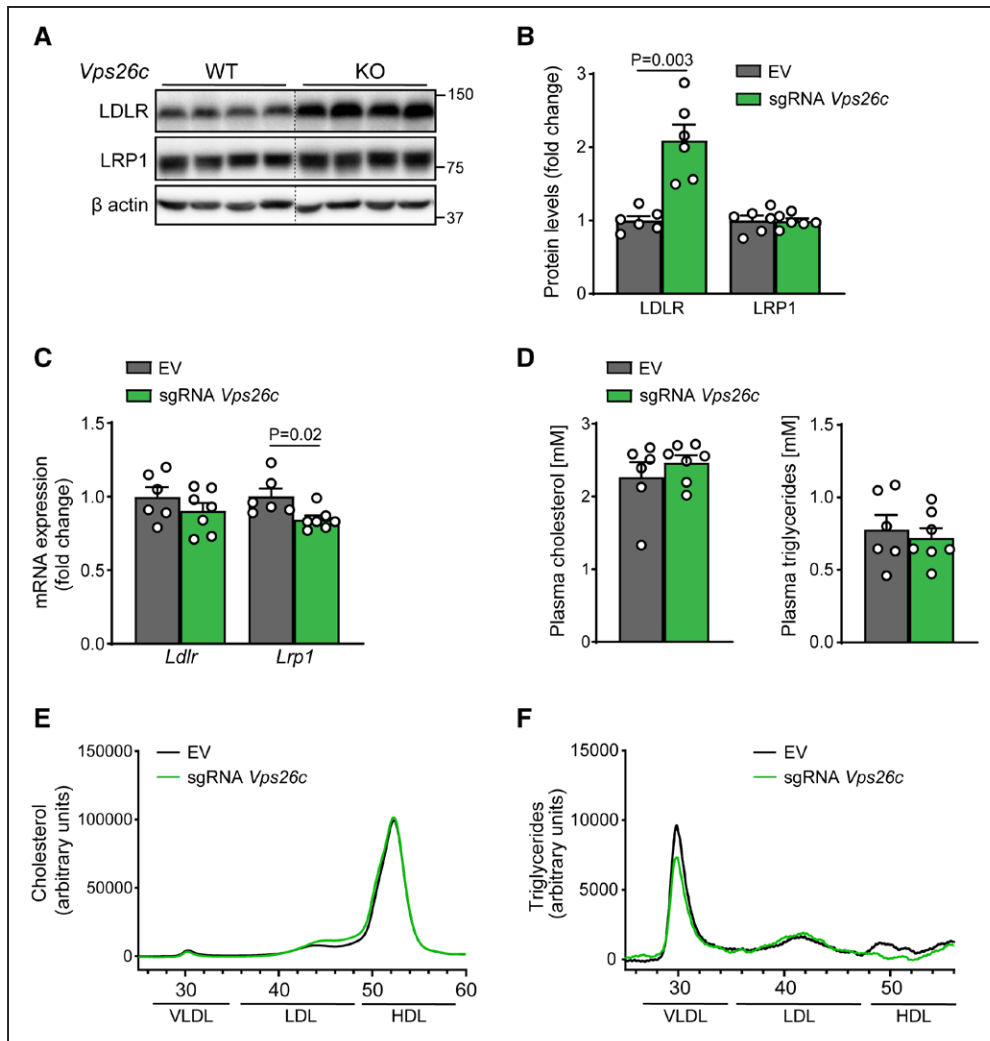 A
Vps26c WT KO
LDLR 150
LRP1 75
β actin 37
B
EV
sgRNA Vps26c
P=0.003
Protein levels (fold change)
3
2
1
0
LDLR LRP1
C
EV
sgRNA Vps26c
mRNA expression
(fold change)
1.5
1.0
0.5
0.0
P=0.02
Ldlr Lrp1
D
EV
sgRNA Vps26c
Plasma cholesterol [mM]
3
2
1
0
Plasma triglycerides [mM]
1.5
1.0
0.5
0.0
E
EV
sgRNA Vps26c
Cholesterol
(arbitrary units)
150000
100000
50000
0
30 40 50 60
VLDL LDL HDL
F
EV
sgRNA Vps26c
Triglycerides
(arbitrary units)
15000
10000
5000
0
30 40 50
VLDL LDL HDL